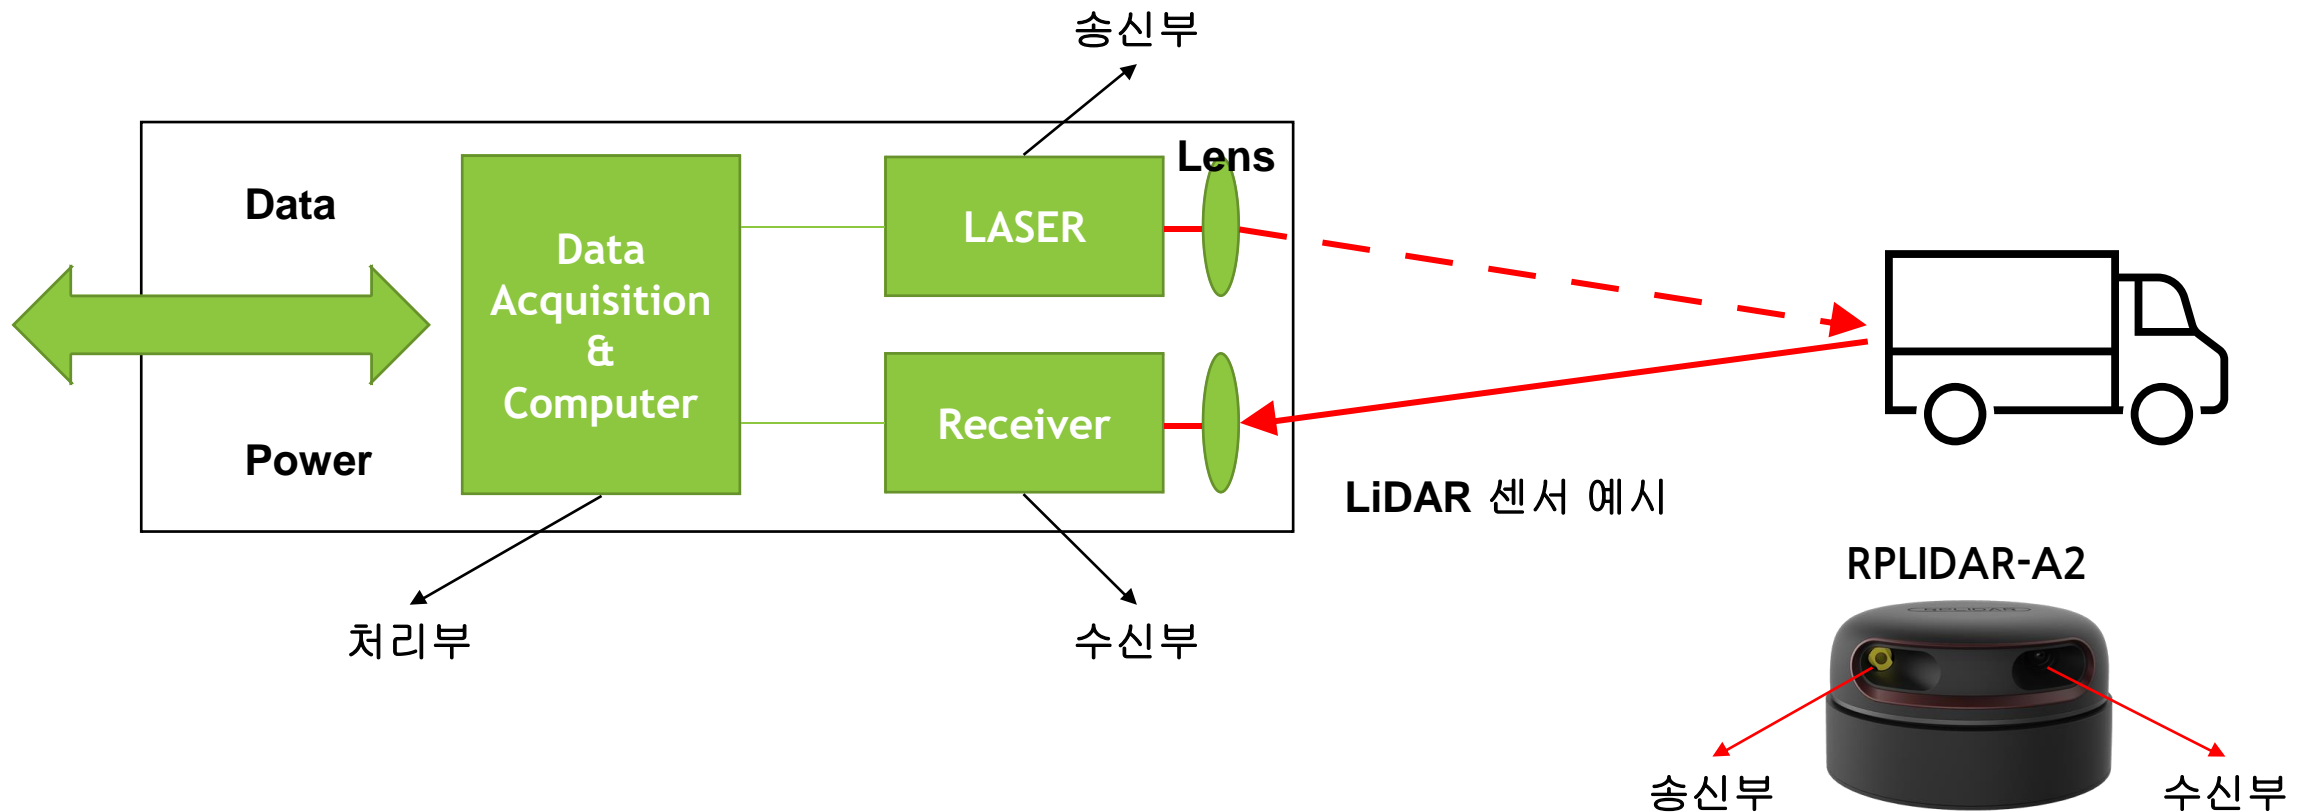 송신부
Lens
Data
LASER
Data
Acquisition
&
Computer
Receiver
Power
LiDAR 센서 예시
RPLIDAR-A2
처리부
수신부
RPLIDAR
송신부
수신부